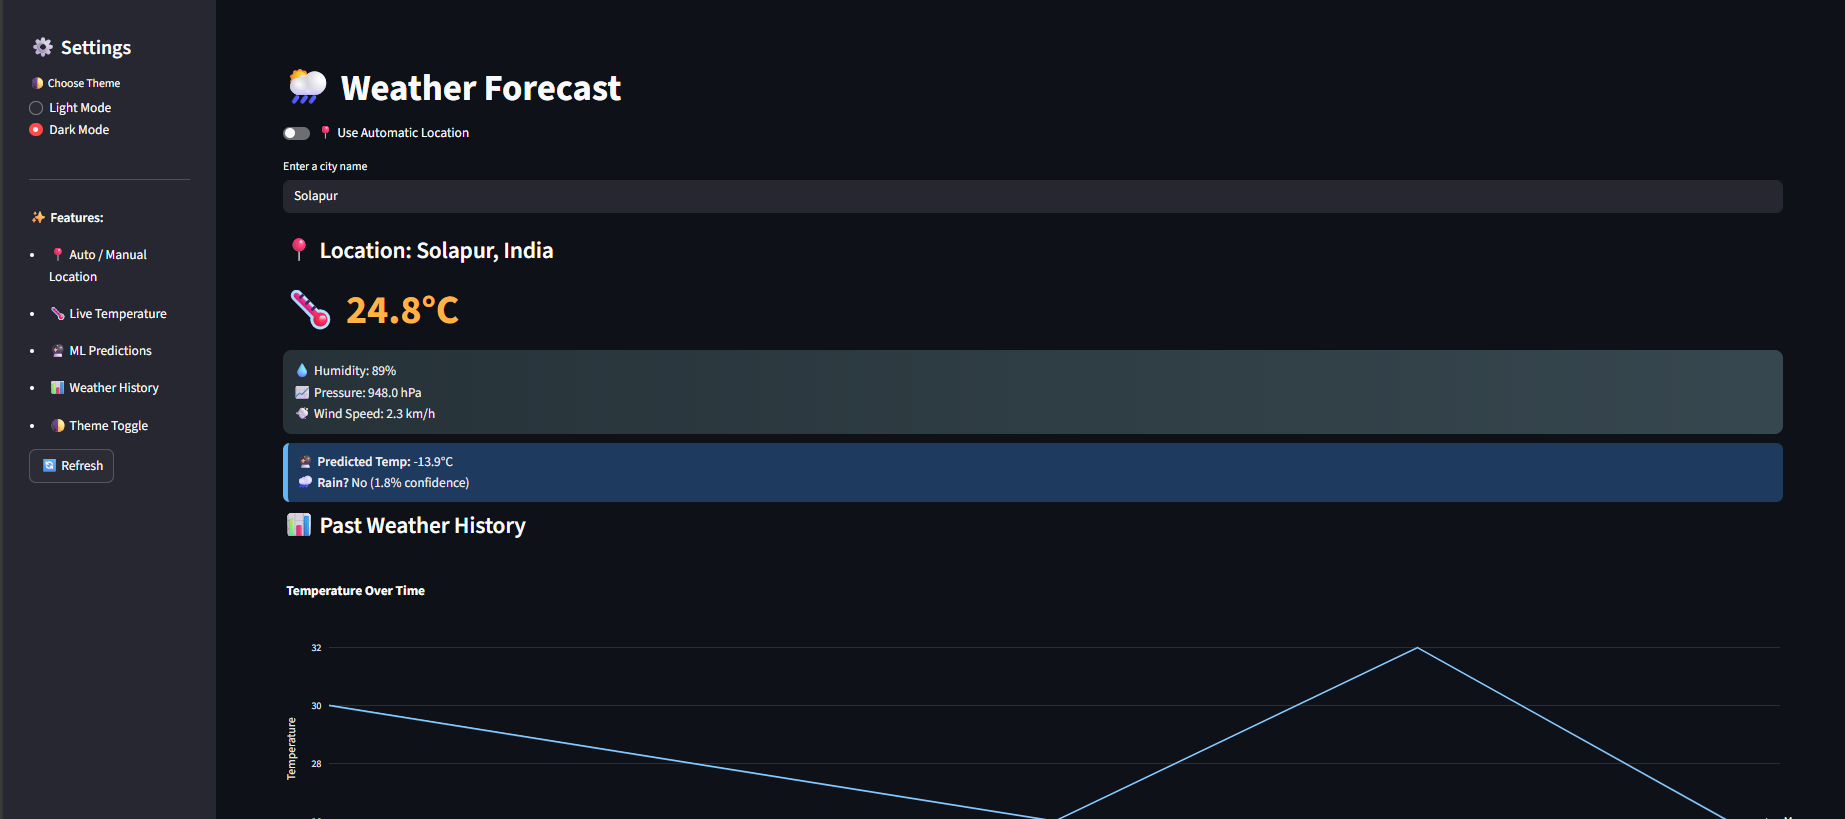 Settings
Choose Theme
Light Mode
Dark Mode
Features:
Auto / Manual
Location
Live Temperature
ML Predictions
Weather History
Theme Toggle
Refresh
Weather Forecast
Use Automatic Location
Enter a city name
Solapur
Location: Solapur, India
24.8°C
Humidity: 89%
Pressure: 948.0 hPa
Wind Speed: 2.3 km/h
Predicted Temp: -13.9°C
Rain? No (1.8% confidence)
Past Weather History
Temperature Over Time
32
30
Temperature
28